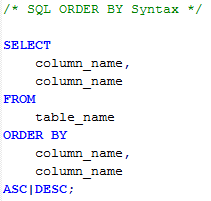 /* SQL ORDER BY Syntax */
SELECT
column_name,
column_name
FROM
table_name
ORDER BY
column_name,
column_name
ASC|DESC;